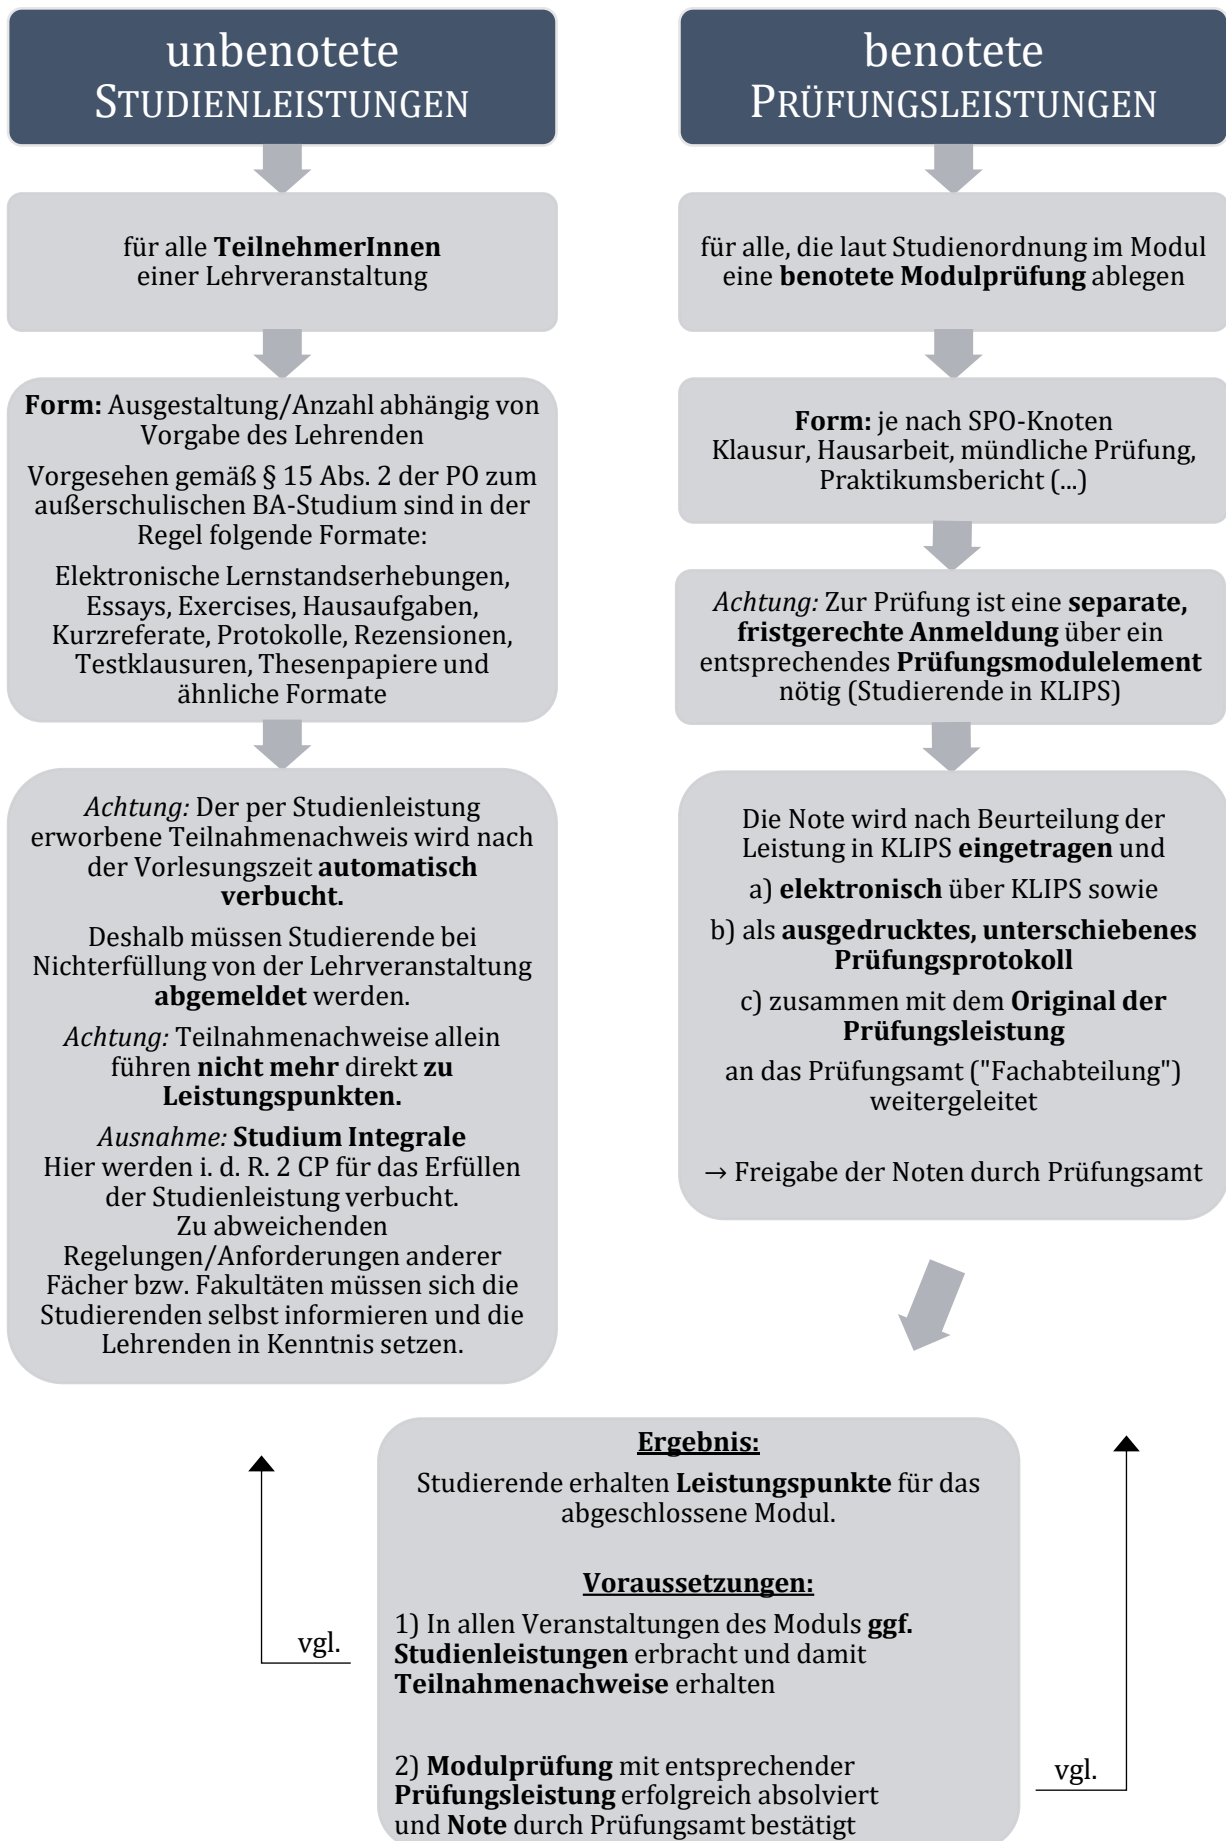 unbenotete
STUDIENLEISTUNGEN
für alle TeilnehmerInnen
einer Lehrveranstaltung
Form: Ausgestaltung/Anzahl abhängig von
Vorgabe des Lehrenden
Vorgesehen gemäß § 15 Abs. 2 der PO zum
außerschulischen BA-Studium sind in der
Regel folgende Formate:
Elektronische Lernstandserhebungen,
Essays, Exercises, Hausaufgaben,
Kurzreferate, Protokolle, Rezensionen,
Testklausuren, Thesenpapiere und
ähnliche Formate
Achtung: Der per Studienleistung
erworbene Teilnahmenachweis wird nach
der Vorlesungszeit automatisch
verbucht.
Deshalb müssen Studierende bei
Nichterfüllung von der Lehrveranstaltung
abgemeldet werden.
Achtung: Teilnahmenachweise allein
führen nicht mehr direkt zu
Leistungspunkten.
Ausnahme: Studium Integrale
Hier werden i. d. R. 2 CP für das Erfüllen
der Studienleistung verbucht.
Zu abweichenden
Regelungen/Anforderungen anderer
Fächer bzw. Fakultäten müssen sich die
Studierenden selbst informieren und die
Lehrenden in Kenntnis setzen.
benotete
PRÜFUNGSLEISTUNGEN
für alle, die laut Studienordnung im Modul
eine benotete Modulprüfung ablegen
Form: je nach SPO-Knoten
Klausur, Hausarbeit, mündliche Prüfung,
Praktikumsbericht (...)
Achtung: Zur Prüfung ist eine separate,
fristgerechte Anmeldung über ein
entsprechendes Prüfungsmodulelement
nötig (Studierende in KLIPS)
Die Note wird nach Beurteilung der
Leistung in KLIPS eingetragen und
a) elektronisch über KLIPS sowie
b) als ausgedrucktes, unterschiebenes
Prüfungsprotokoll
c) zusammen mit dem Original der
Prüfungsleistung
an das Prüfungsamt ("Fachabteilung")
weitergeleitet
→ Freigabe der Noten durch Prüfungsamt
Ergebnis:
Studierende erhalten Leistungspunkte für das
abgeschlossene Modul.
Voraussetzungen:
1) In allen Veranstaltungen des Moduls ggf.
Studienleistungen erbracht und damit
Teilnahmenachweise erhalten
vgl.
2) Modulprüfung mit entsprechender
Prüfungsleistung erfolgreich absolviert
und Note durch Prüfungsamt bestätigt
vgl.